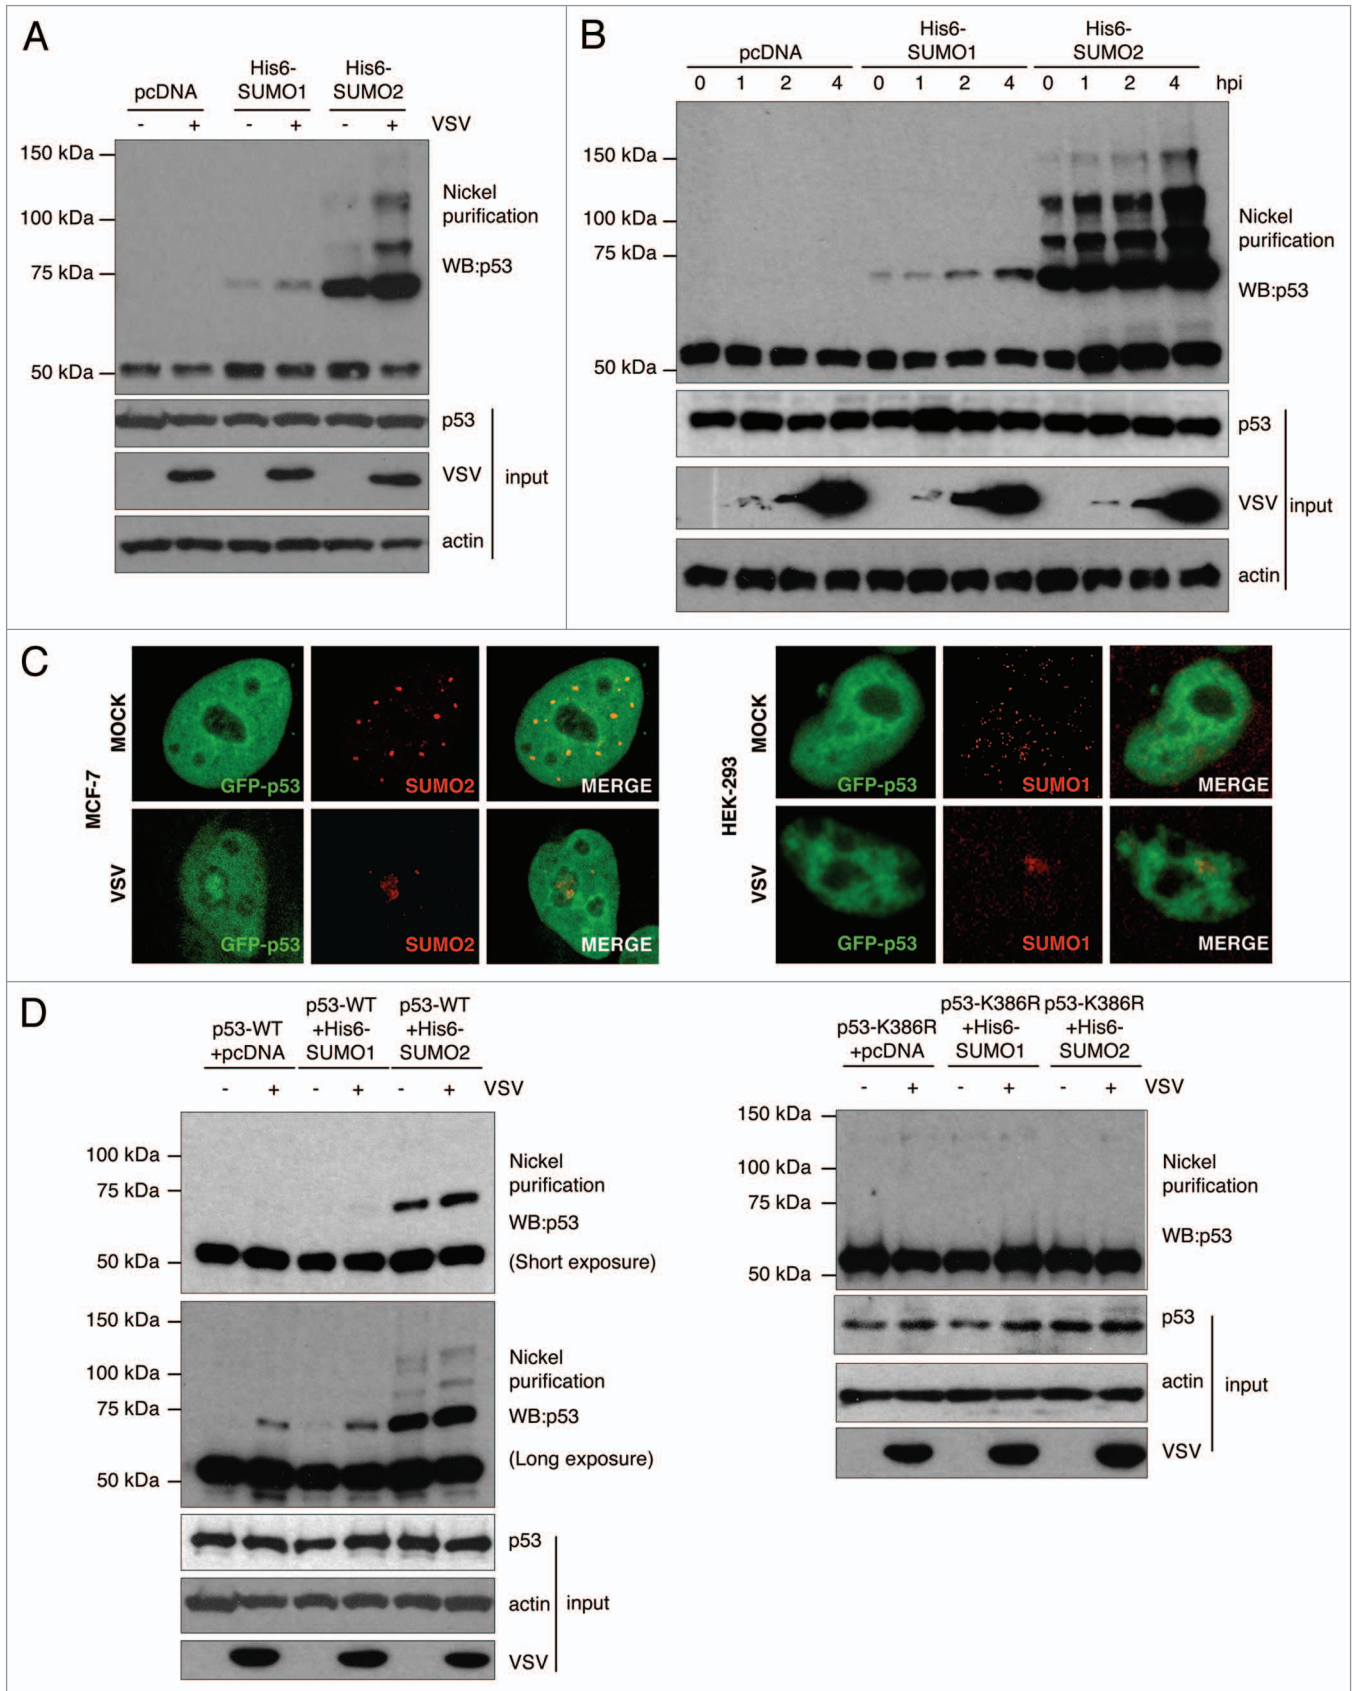 A
His6-
SUMO1
His6-
SUMO2
pcDNA
- + - + - + VSV
150 kDa
100 kDa
75 kDa
50 kDa
Nickel
purification
WB:p53
p53
VSV
input
actin
B
His6-
SUMO1
His6-
SUMO2
pcDNA
0 1 2 4 0 1 2 4 0 1 2 4 hpi
150 kDa
100 kDa
75 kDa
50 kDa
Nickel
purification
WB:p53
p53
VSV
input
actin
C
MCF-7
MOCK
GFP-p53
SUMO2
MERGE
VSV
GFP-p53
SUMO2
MERGE
HEK-293
MOCK
GFP-p53
SUMO1
MERGE
VSV
GFP-p53
SUMO1
MERGE
D
p53-WT
+pcDNA
p53-WT
+His6-
SUMO1
p53-WT
+His6-
SUMO2
- + - + - + VSV
100 kDa
75 kDa
50 kDa
Nickel
purification
WB:p53
(Short exposure)
150 kDa
100 kDa
75 kDa
50 kDa
Nickel
purification
WB:p53
(Long exposure)
p53
actin
input
VSV
p53-K386R
+pcDNA
p53-K386R
+His6-
SUMO1
p53-K386R
+His6-
SUMO2
- + - + - + VSV
150 kDa
100 kDa
75 kDa
50 kDa
Nickel
purification
WB:p53
p53
actin
input
VSV